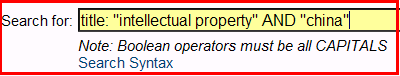 Search for: title: "intellectual property" AND "china"
Note: Boolean operators must be all CAPITALS
Search Syntax